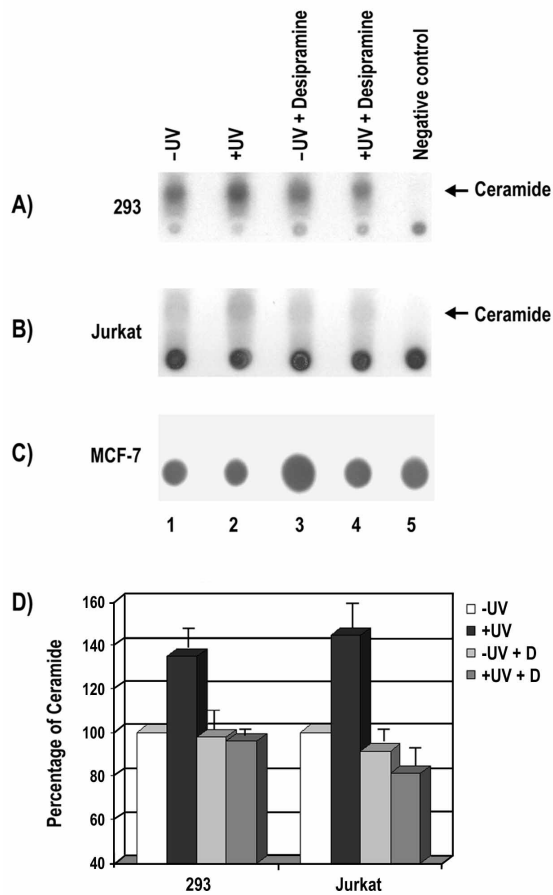 –UV
+UV
–UV + Desipramine
+UV + Desipramine
Negative control
A)
293
Ceramide
B)
Jurkat
Ceramide
C)
MCF-7
1 2 3 4 5
D)
Percentage of Ceramide
160
140
120
100
80
60
40
293 Jurkat
-UV
+UV
-UV + D
+UV + D